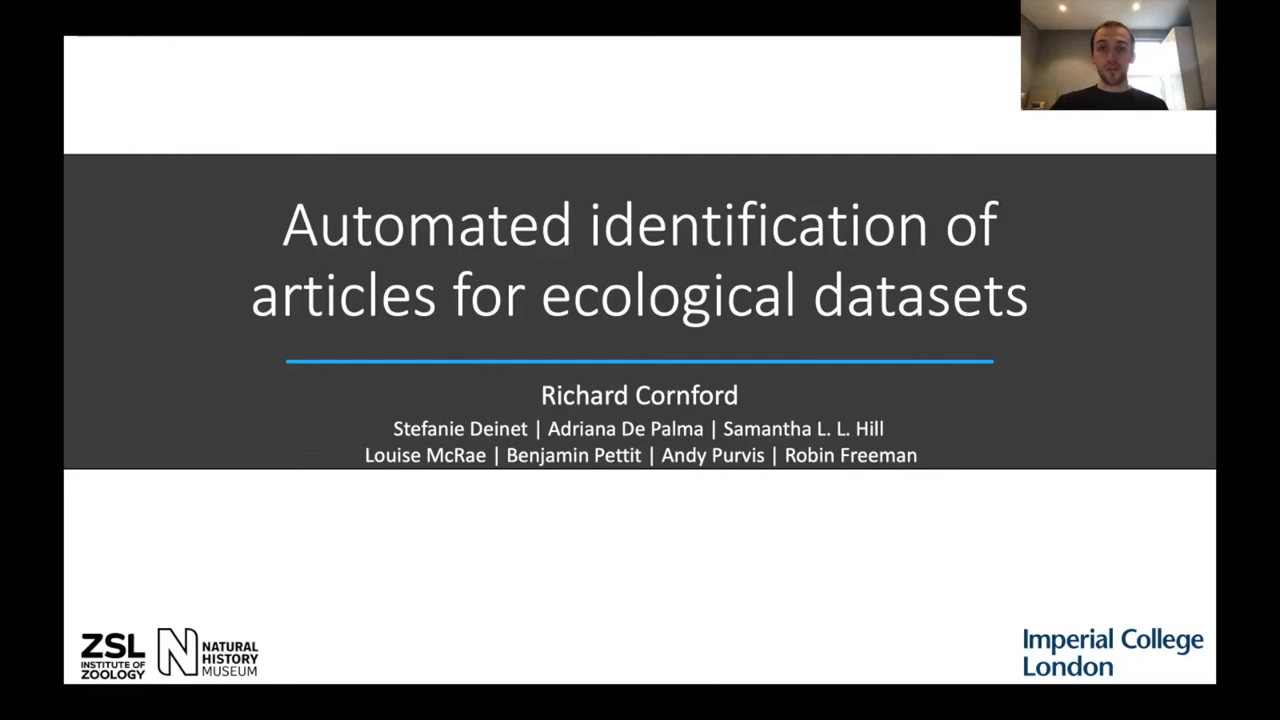 Automated identification of
articles for ecological datasets
Richard Cornford
Stefanie Deinet | Adriana De Palma | Samantha L. L. Hill
Louise McRae | Benjamin Pettit | Andy Purvis | Robin Freeman
ZSL
INSTITUTE OF
ZOOLOGY
N
NATURAL
HISTORY
MUSEUM
Imperial College
London